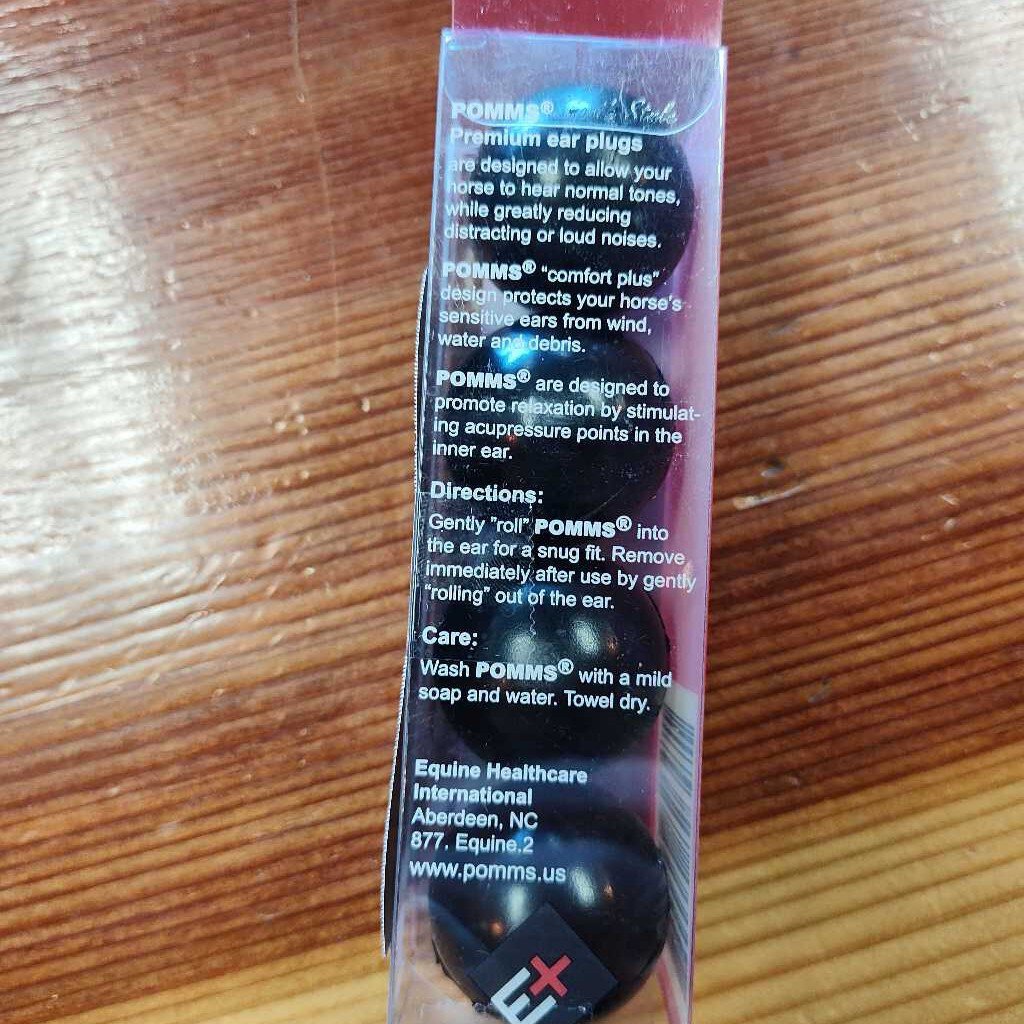 POMMS® Style
Premium ear plugs
are designed to allow your
horse to hear normal tones,
while greatly reducing
distracting or loud noises.
POMMS® "comfort plus"
design protects your horse's
sensitive ears from wind,
water and debris.
POMMS® are designed to
promote relaxation by stimulat-
ing acupressure points in the
inner ear.
Directions:
Gently "roll" POMMS® into
the ear for a snug fit. Remove
immediately after use by gently
"rolling" out of the ear.
Care:
Wash POMMS® with a mild
soap and water. Towel dry.
Equine Healthcare
International
Aberdeen, NC
877. Equine.2
www.pomms.us